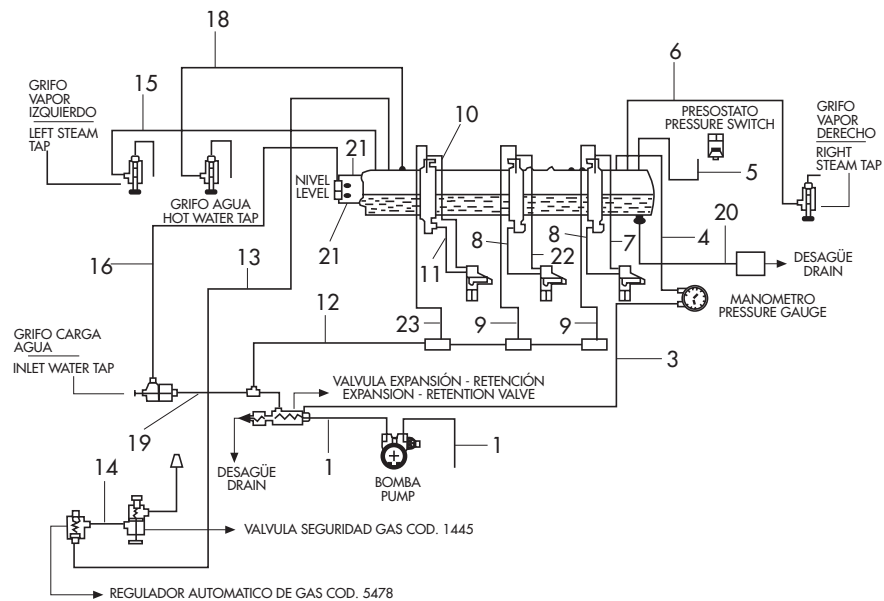 18
6
GRIFO
VAPOR
IZQUIERDO
LEFT STEAM
TAP
15
10
PRESOSTATO
PRESSURE SWITCH
GRIFO
VAPOR
DERECHO
RIGHT
STEAM TAP
21
NIVEL
LEVEL
5
GRIFO AGUA
HOT WATER TAP
21
16
13
11
8
22
8
7
4
20
DESAGÜE
DRAIN
MANOMETRO
PRESSURE GAUGE
12
23
9
9
3
GRIFO CARGA
AGUA
INLET WATER TAP
VALVULA EXPANSIÓN - RETENCIÓN
EXPANSION - RETENTION VALVE
19
DESAGÜE
DRAIN
1
BOMBA
PUMP
1
14
VALVULA SEGURIDAD GAS COD. 1445
REGULADOR AUTOMATICO DE GAS COD. 5478